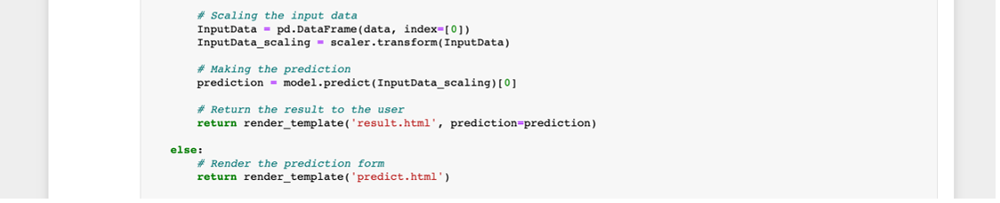 # Scaling the input data
InputData = pd.DataFrame(data, index=[0])
InputData_scaling = scaler.transform(InputData)
# Making the prediction
prediction = model.predict(InputData_scaling)[0]
# Return the result to the user
return render_template('result.html', prediction=prediction)
else:
# Render the prediction form
return render_template('predict.html')